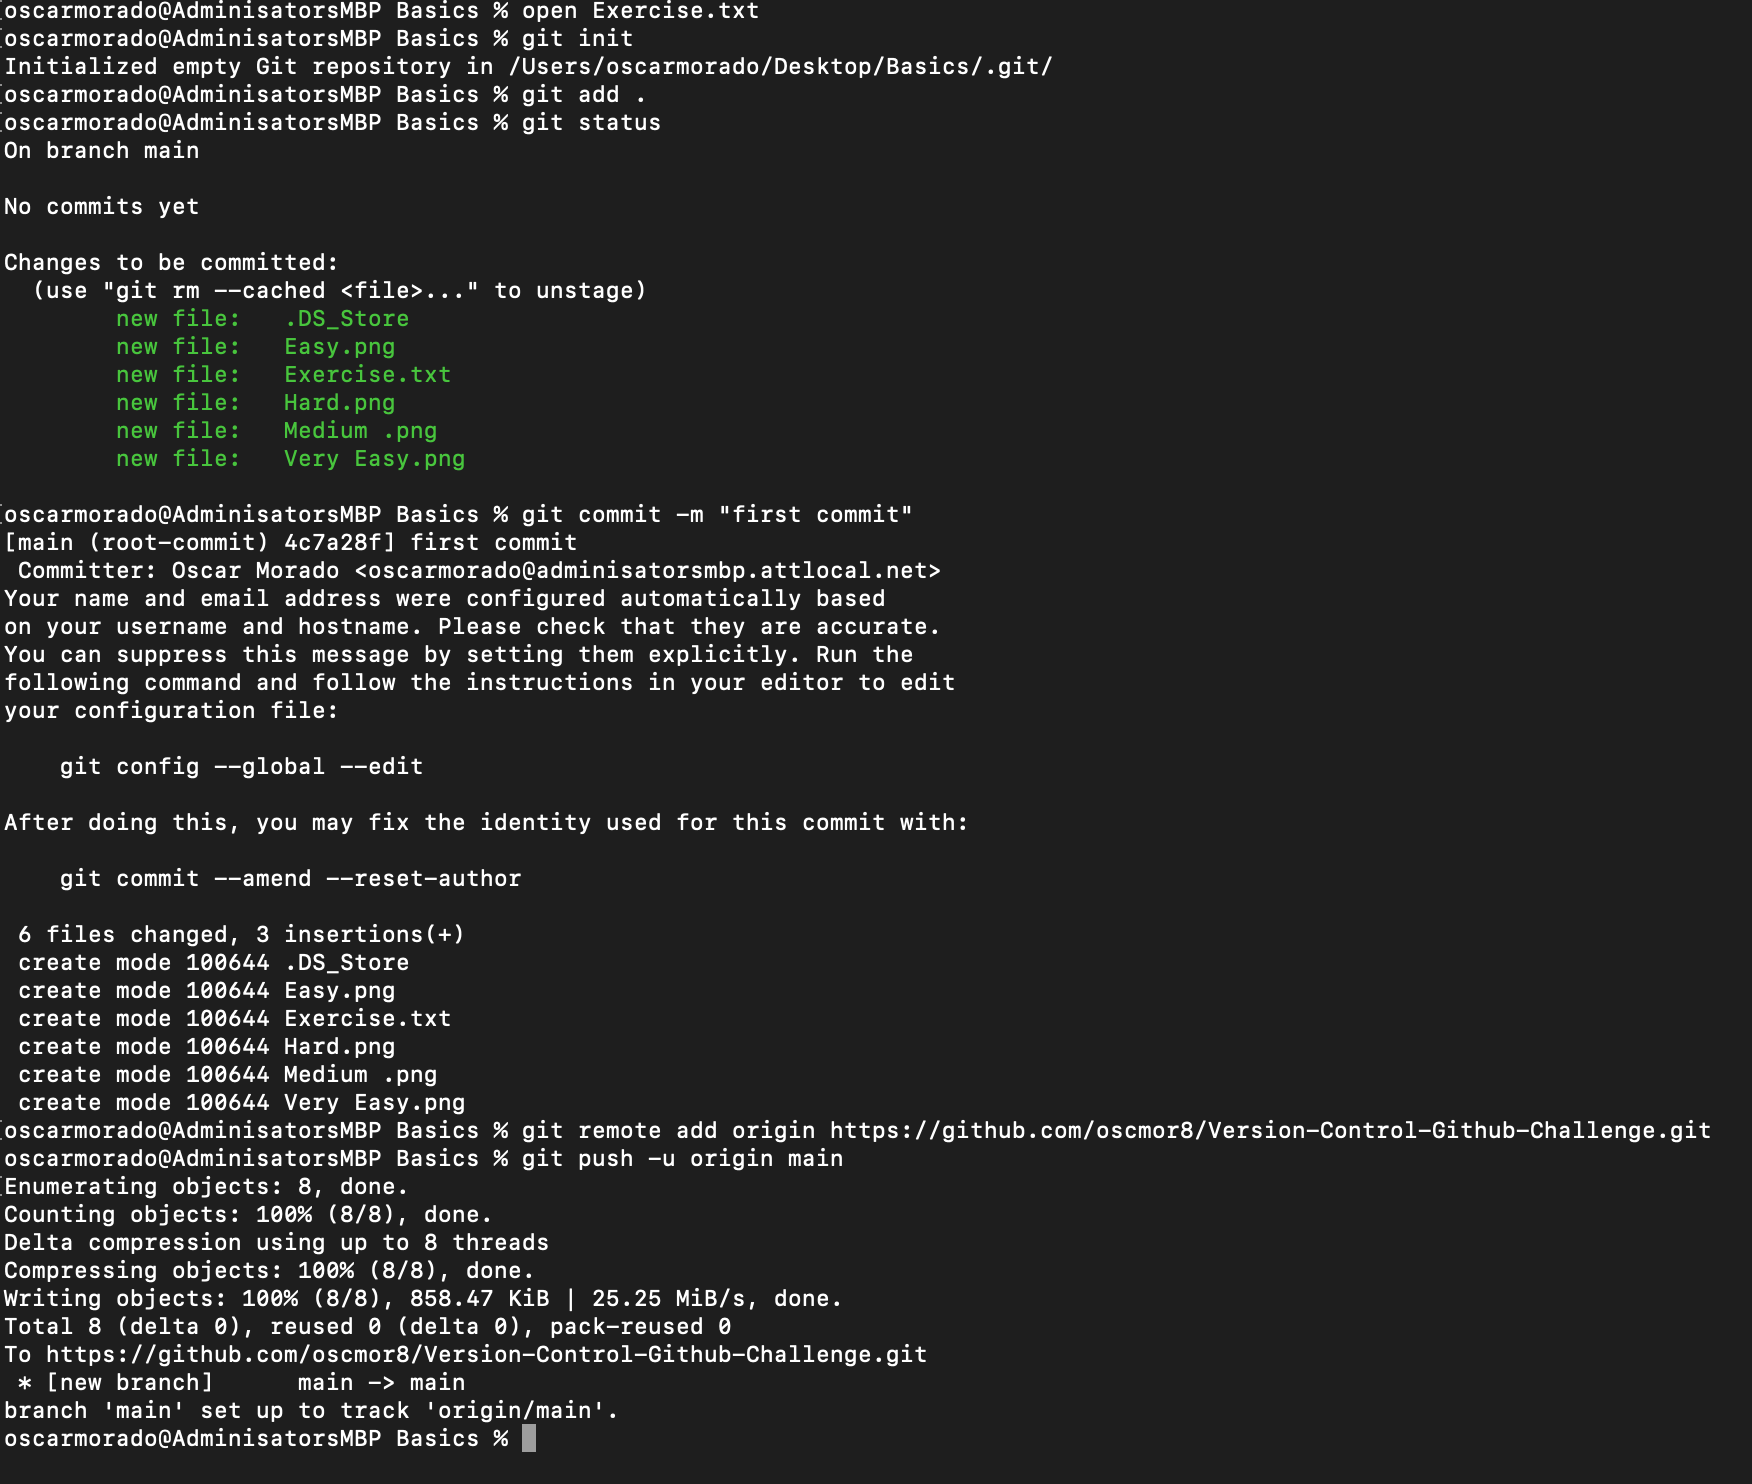 oscarmorado@AdminisatorsMBP Basics % open Exercise.txt
oscarmorado@AdminisatorsMBP Basics % git init
Initialized empty Git repository in /Users/oscarmorado/Desktop/Basics/.git/
oscarmorado@AdminisatorsMBP Basics % git add .
oscarmorado@AdminisatorsMBP Basics % git status
On branch main

No commits yet

Changes to be committed:
  (use "git rm --cached <file>..." to unstage)
        new file:   .DS_Store
        new file:   Easy.png
        new file:   Exercise.txt
        new file:   Hard.png
        new file:   Medium .png
        new file:   Very Easy.png

oscarmorado@AdminisatorsMBP Basics % git commit -m "first commit"
[main (root-commit) 4c7a28f] first commit
 Committer: Oscar Morado <oscarmorado@adminisatorsmbp.attlocal.net>
Your name and email address were configured automatically based
on your username and hostname. Please check that they are accurate.
You can suppress this message by setting them explicitly. Run the
following command and follow the instructions in your editor to edit
your configuration file:

    git config --global --edit

After doing this, you may fix the identity used for this commit with:

    git commit --amend --reset-author

 6 files changed, 3 insertions(+)
 create mode 100644 .DS_Store
 create mode 100644 Easy.png
 create mode 100644 Exercise.txt
 create mode 100644 Hard.png
 create mode 100644 Medium .png
 create mode 100644 Very Easy.png
oscarmorado@AdminisatorsMBP Basics % git remote add origin https://github.com/oscmor8/Version-Control-Github-Challenge.git
oscarmorado@AdminisatorsMBP Basics % git push -u origin main
Enumerating objects: 8, done.
Counting objects: 100% (8/8), done.
Delta compression using up to 8 threads
Compressing objects: 100% (8/8), done.
Writing objects: 100% (8/8), 858.47 KiB | 25.25 MiB/s, done.
Total 8 (delta 0), reused 0 (delta 0), pack-reused 0
To https://github.com/oscmor8/Version-Control-Github-Challenge.git
 * [new branch]      main -> main
branch 'main' set up to track 'origin/main'.
oscarmorado@AdminisatorsMBP Basics %